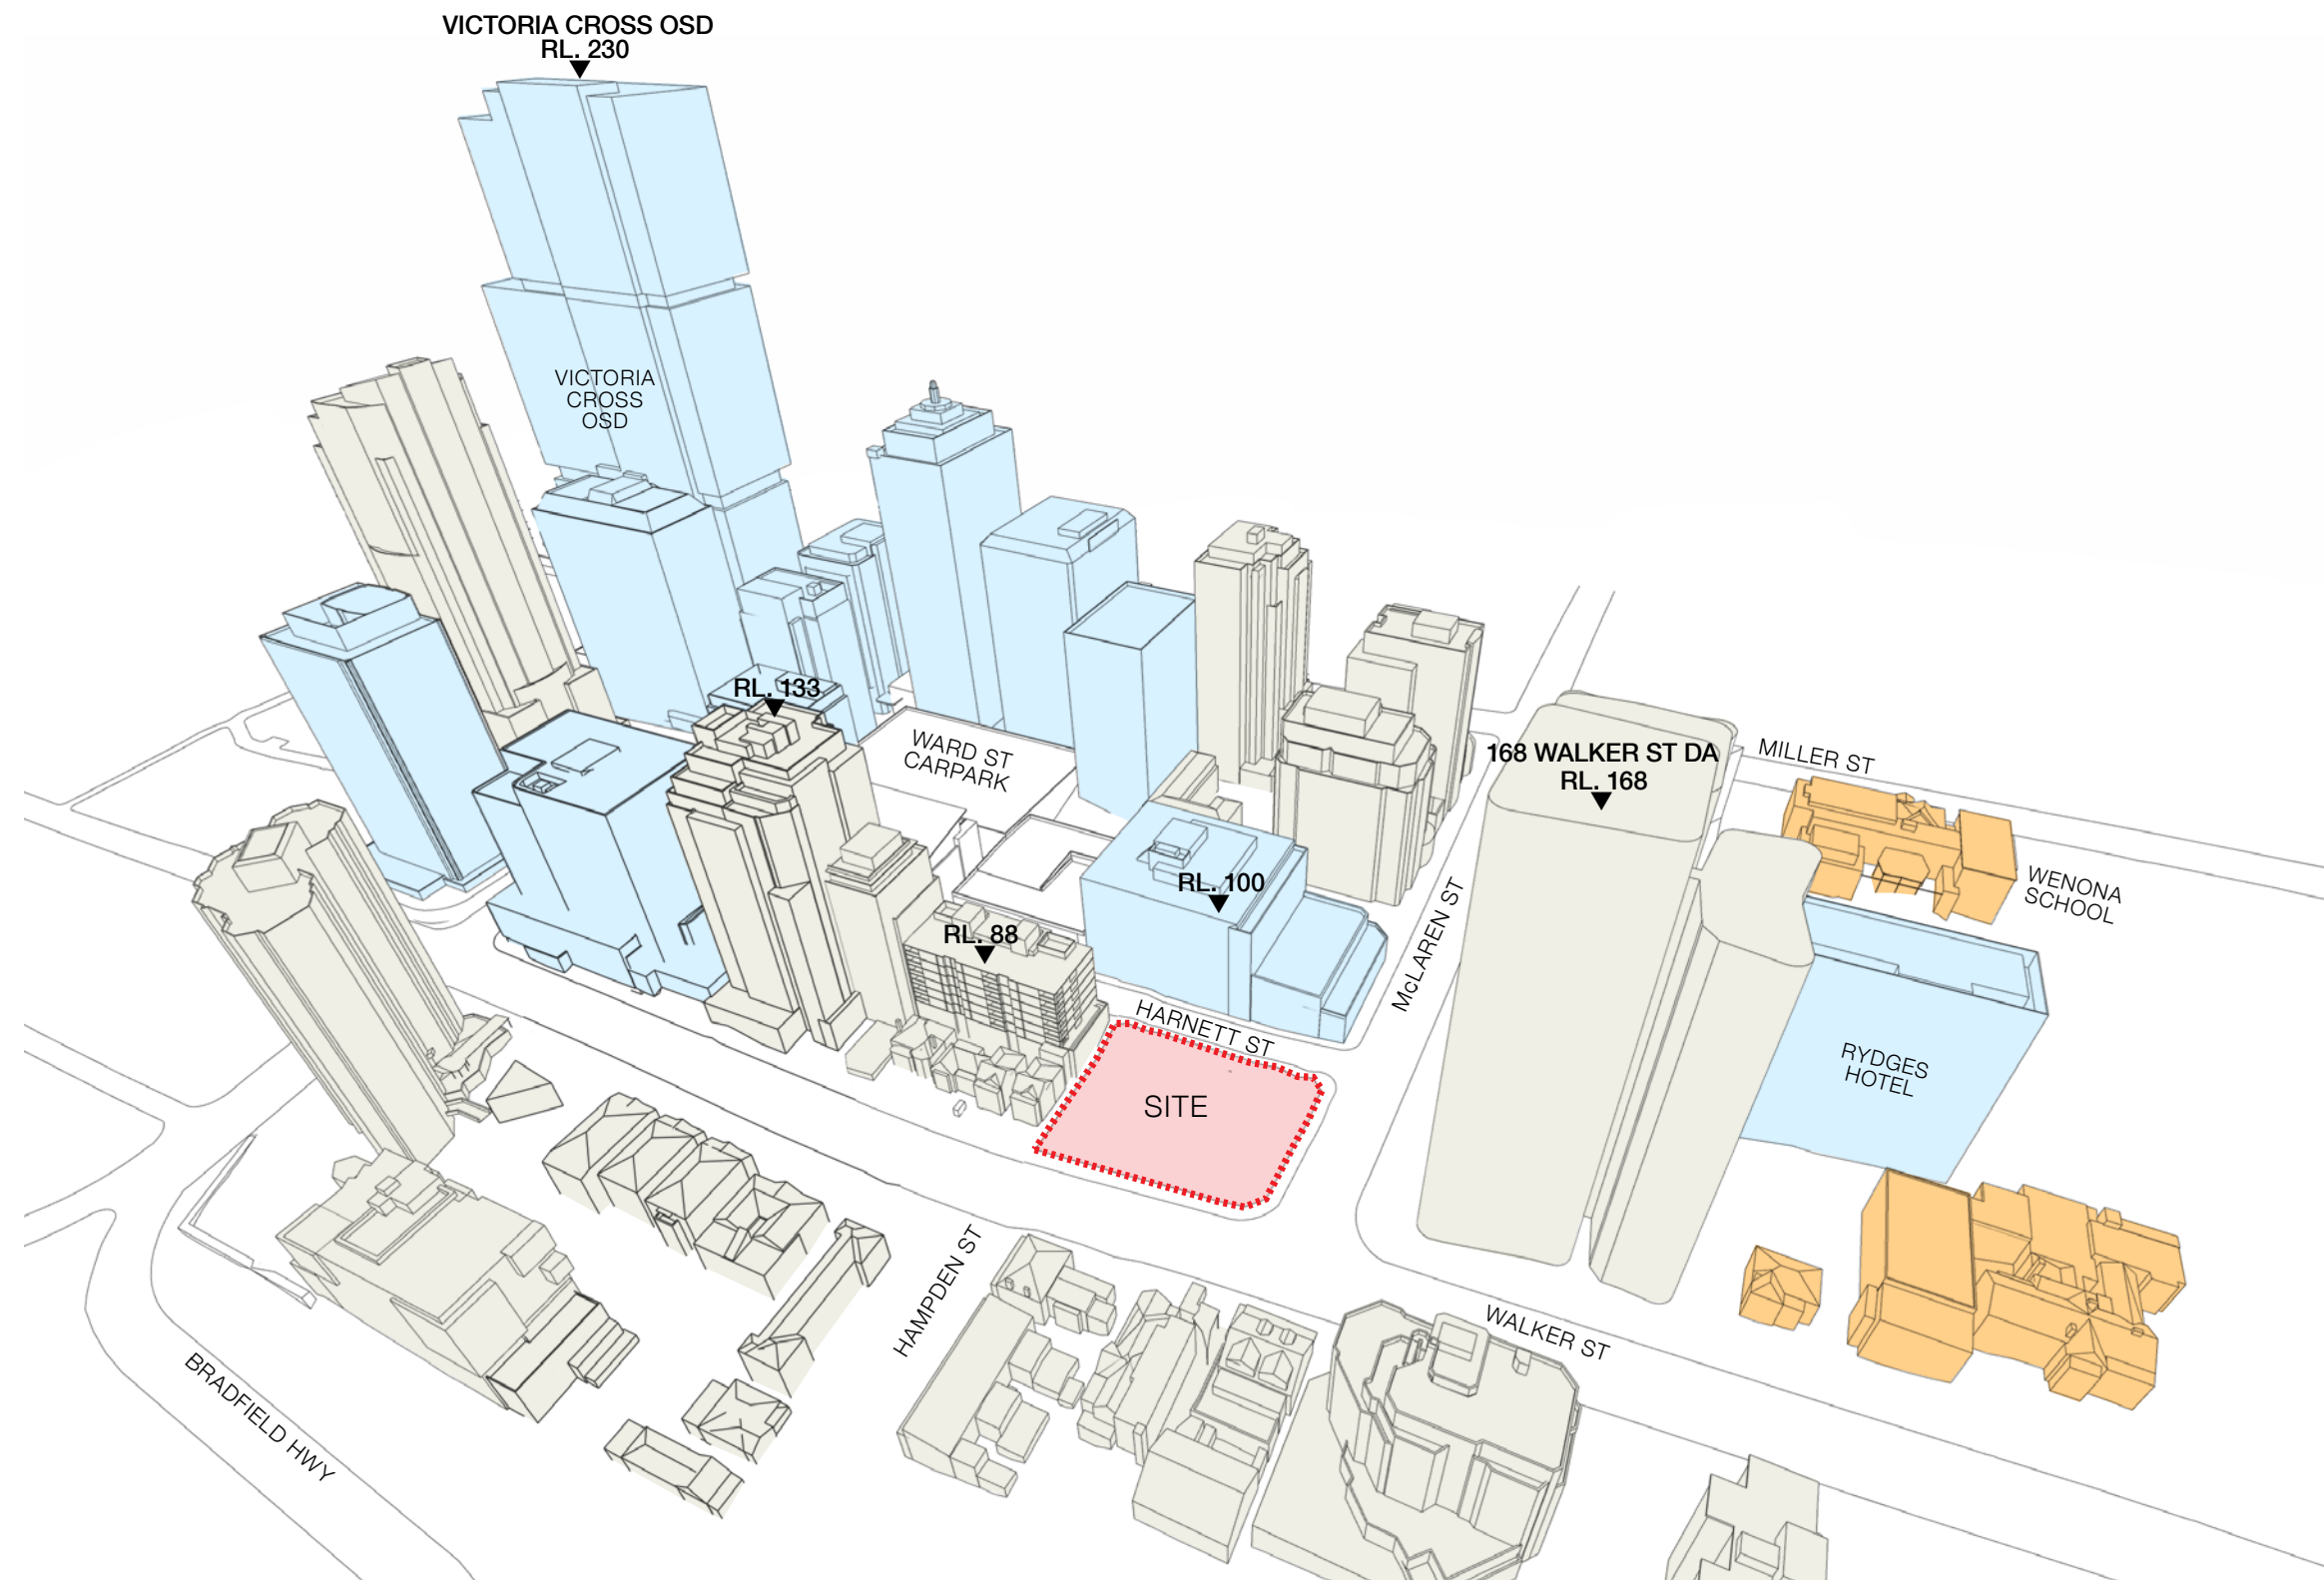 VICTORIA CROSS OSD
RL. 230
VICTORIA
CROSS
OSD
RL. 133
WARD ST
CARPARK
168 WALKER ST DA
RL. 168
MILLER ST
WENONA
SCHOOL
RL. 100
RL. 88
McLAREN ST
HARNETT ST
RYDGES
HOTEL
SITE
HAMPDEN ST
WALKER ST
BRADFIELD HWY